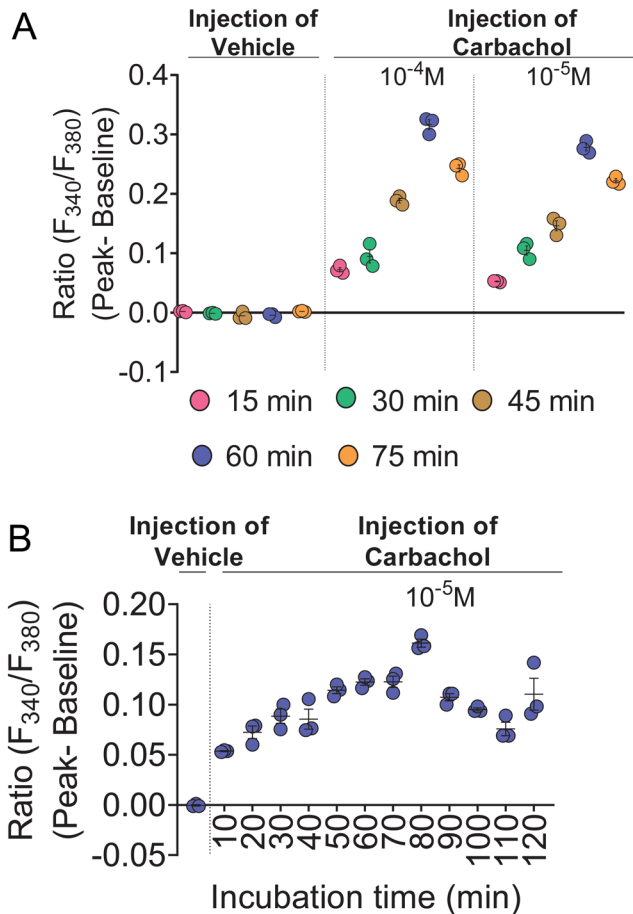 A
Injection of
Vehicle
Injection of
Carbachol
10⁻⁴M
10⁻⁵M
Ratio (F₃₄₀/F₃₈₀)
(Peak- Baseline)
0.4
0.3
0.2
0.1
0.0
-0.1
15 min
30 min
45 min
60 min
75 min
B
Injection of
Vehicle
Injection of
Carbachol
10⁻⁵M
Ratio (F₃₄₀/F₃₈₀)
(Peak- Baseline)
0.20
0.15
0.10
0.05
0.00
-0.05
10 20 30 40 50 60 70 80 90 100 110 120
Incubation time (min)